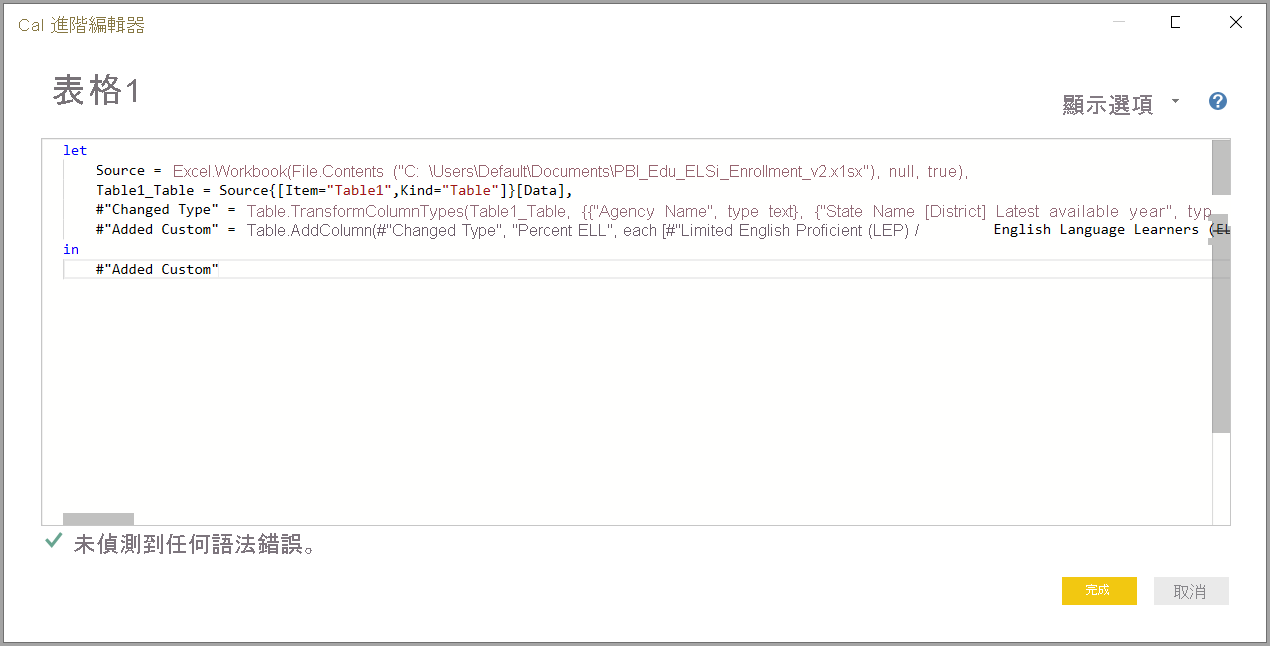 Cal 進階編輯器
表格1
顯示選項
let
Source = Excel.Workbook(File.Contents ("C: \Users\Default\Documents\PBI_Edu_ELSi_Enrollment_v2.x1sx"), null, true),
Table1_Table = Source{[Item="Table1",Kind="Table"]}[Data],
#"Changed Type" = Table.TransformColumnTypes(Table1_Table, {{"Agency Name", type text}, {"State Name [District] Latest available year", typ
#"Added Custom" = Table.AddColumn(#"Changed Type", "Percent ELL", each [#"Limited English Proficient (LEP) / English Language Learners (EL
in
#"Added Custom"
未偵測到任何語法錯誤。
完成
取消